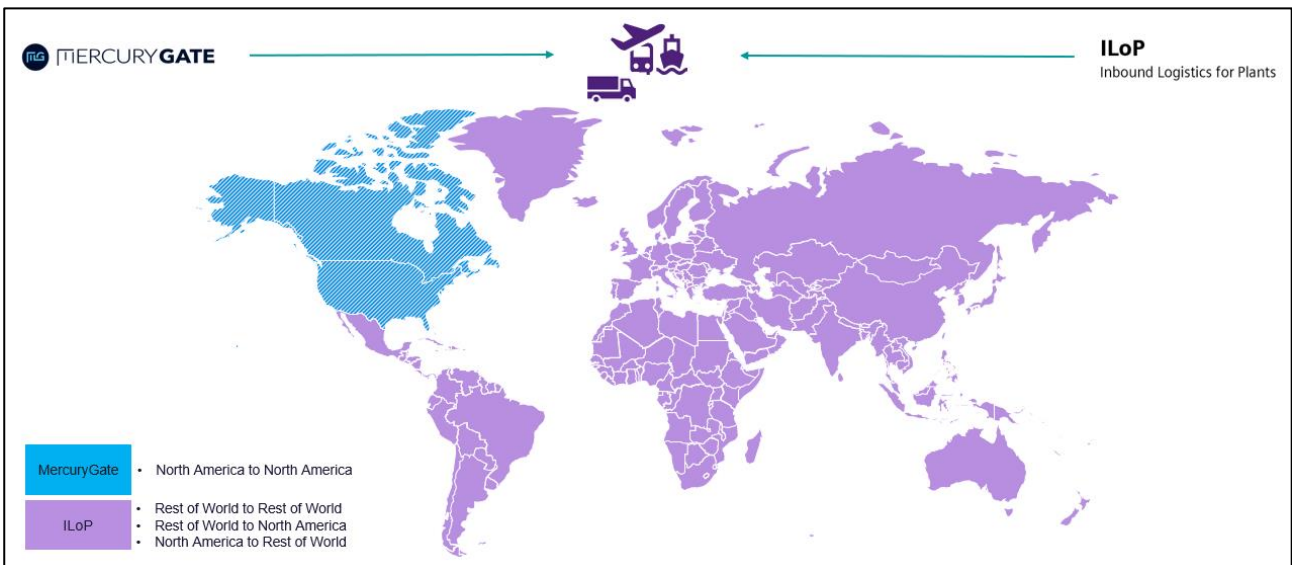 MG MERCURYGATE
ILoP
Inbound Logistics for Plants
MercuryGate
• North America to North America
ILoP
• Rest of World to Rest of World
• Rest of World to North America
• North America to Rest of World